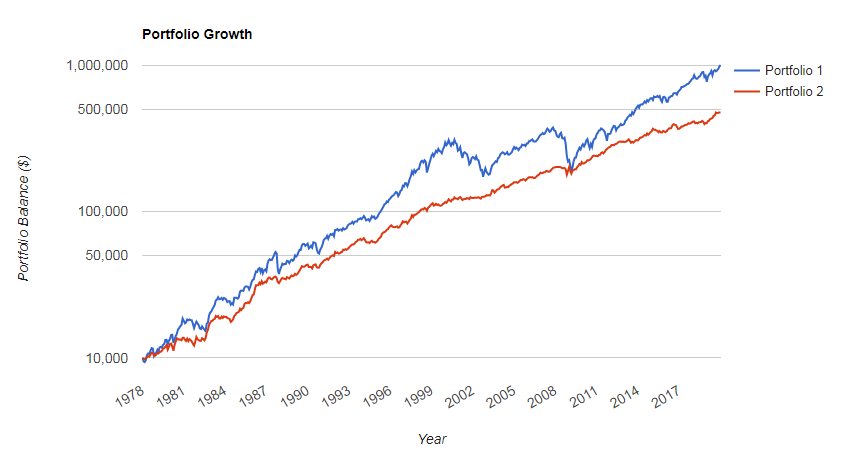 Portfolio Growth
1,000,000
500,000
100,000
50,000
10,000
Portfolio Balance ($)
1978 1981 1984 1987 1990 1993 1996 1999 2002 2005 2008 2011 2014 2017
Year
Portfolio 1
Portfolio 2